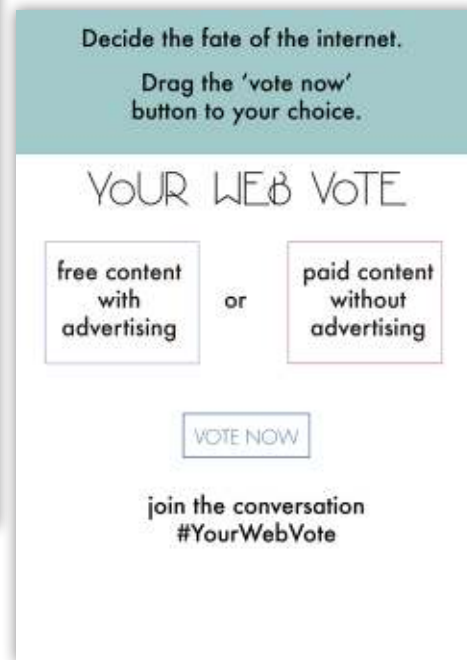 Decide the fate of the internet.
Drag the ‘vote now’
button to your choice.
YOUR WEB VOTE
free content
with
advertising
or
paid content
without
advertising
VOTE NOW
join the conversation
#YourWebVote